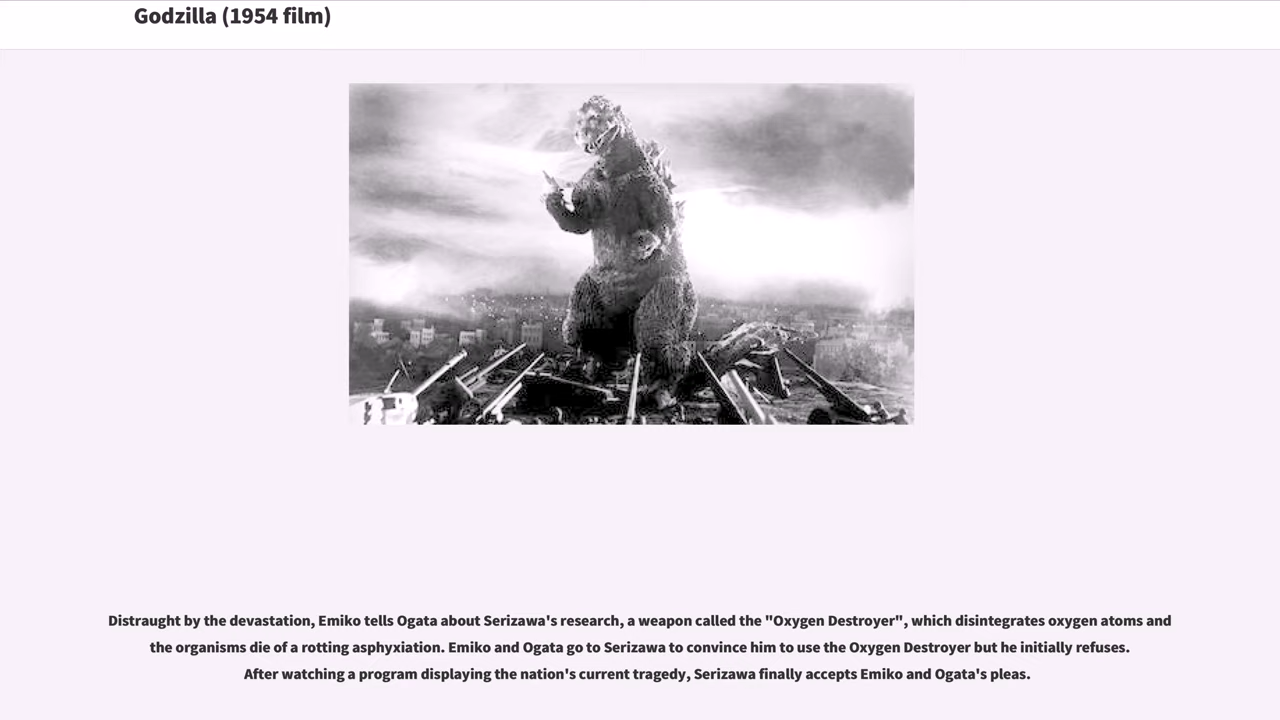 Godzilla (1954 film)
Distraught by the devastation, Emiko tells Ogata about Serizawa's research, a weapon called the "Oxygen Destroyer", which disintegrates oxygen atoms and
the organisms die of a rotting asphyxiation. Emiko and Ogata go to Serizawa to convince him to use the Oxygen Destroyer but he initially refuses.
After watching a program displaying the nation's current tragedy, Serizawa finally accepts Emiko and Ogata's pleas.